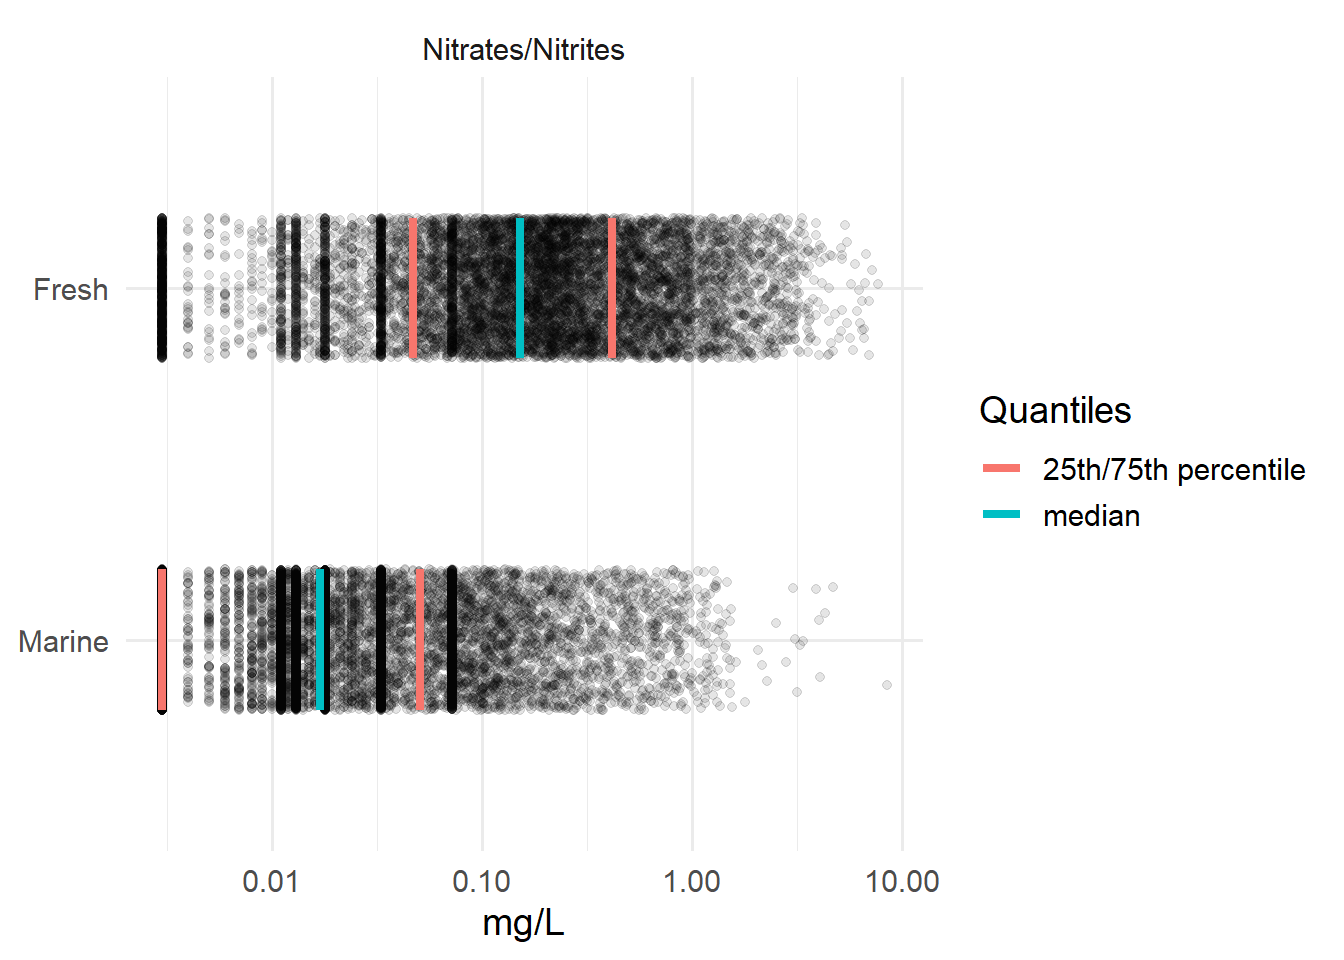 Nitrates/Nitrites
Fresh
Marine
0.01 0.10 1.00 10.00
mg/L
Quantiles
25th/75th percentile
median